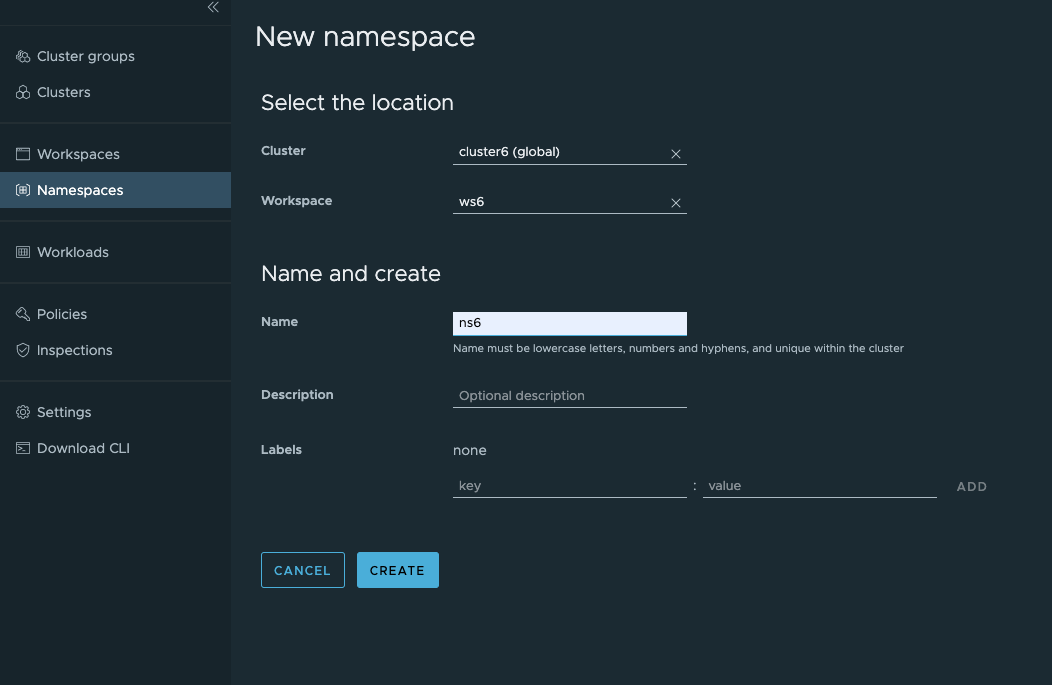 Cluster groups
Clusters
Workspaces
Namespaces
Workloads
Policies
Inspections
Settings
Download CLI
New namespace
Select the location
Cluster
cluster6 (global)
Workspace
ws6
Name and create
Name
ns6
Name must be lowercase letters, numbers and hyphens, and unique within the cluster
Description
Optional description
Labels
none
key : value ADD
CANCEL CREATE